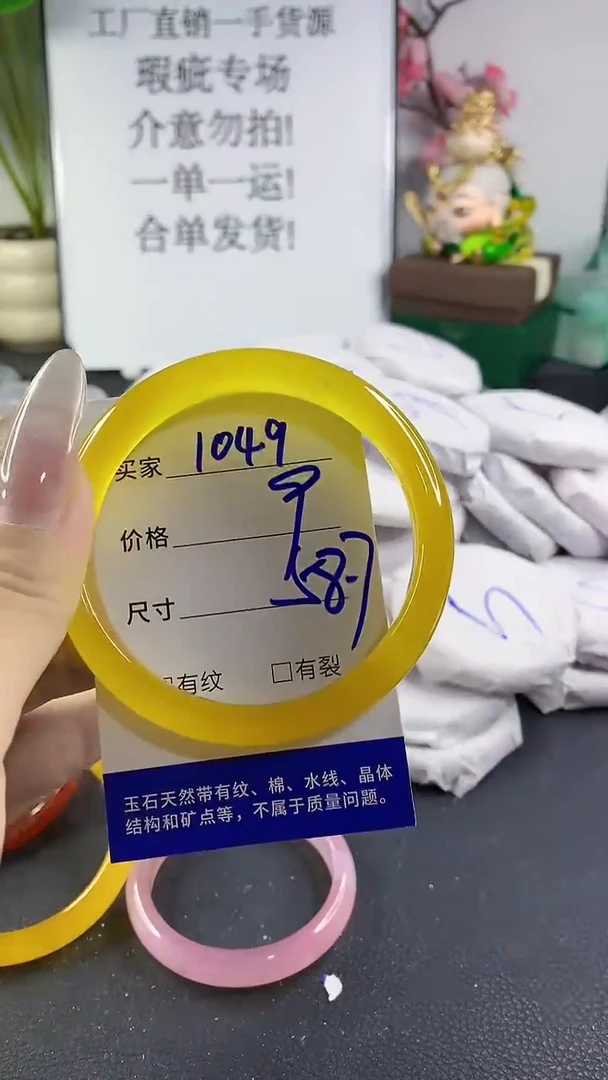 工厂直销一手货源
瑕疵专场
介意勿拍!
一单一运!
合单发货!
买家 1049
价格
尺寸 58.7
有纹 □有裂
玉石天然带有纹、棉、水线、晶体
结构和矿点等，不属于质量问题。
5